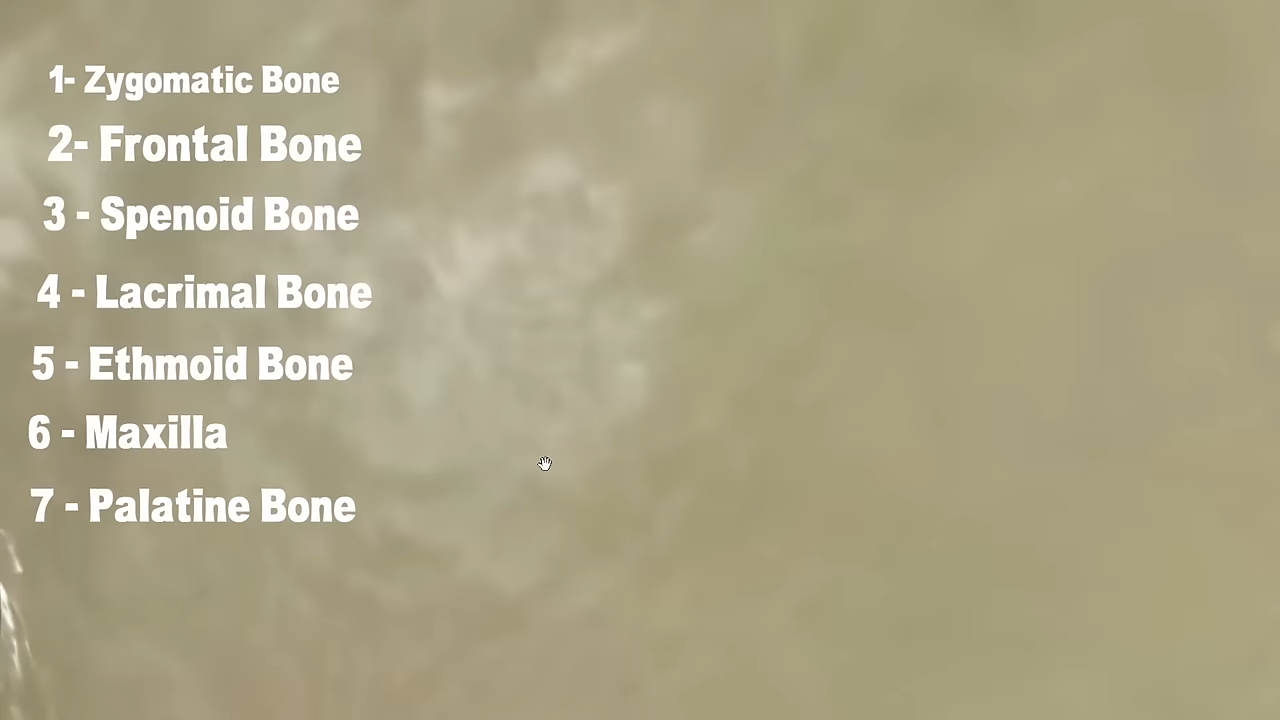 1- Zygomatic Bone
2- Frontal Bone
3 - Spenoid Bone
4 - Lacrimal Bone
5 - Ethmoid Bone
6 - Maxilla
7 - Palatine Bone